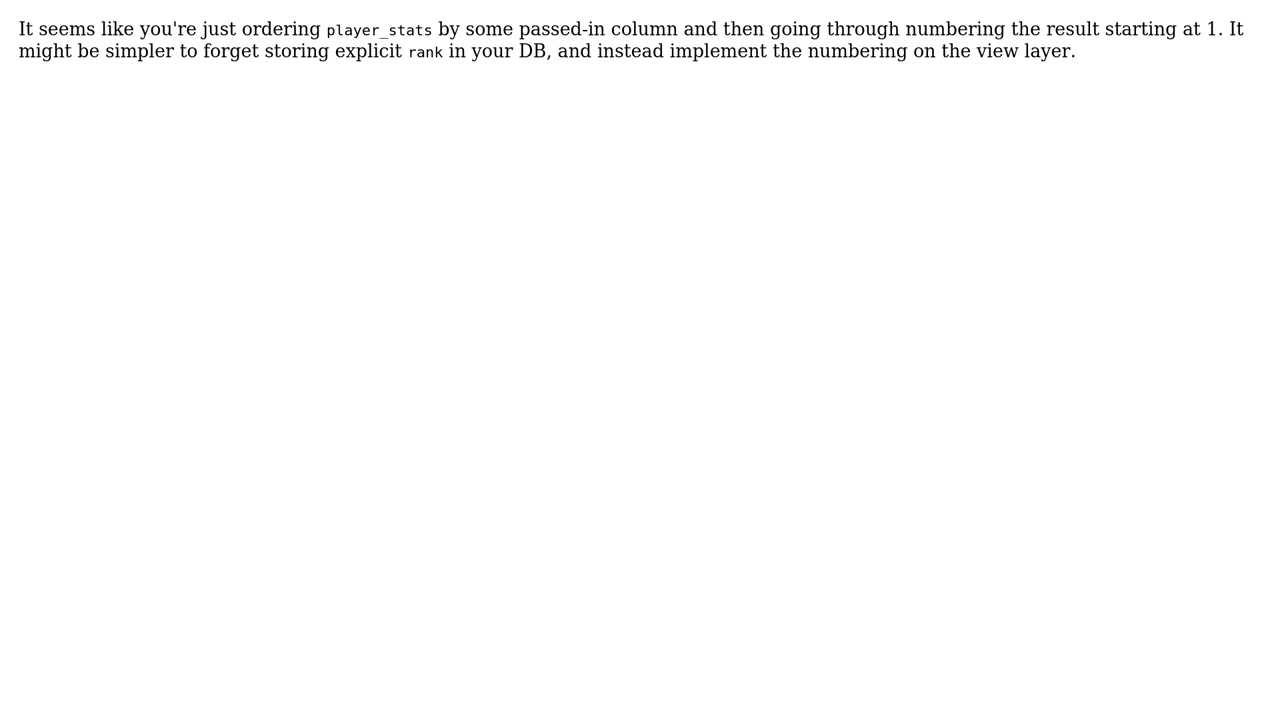 It seems like you're just ordering player_stats by some passed-in column and then going through numbering the result starting at 1. It
might be simpler to forget storing explicit rank in your DB, and instead implement the numbering on the view layer.